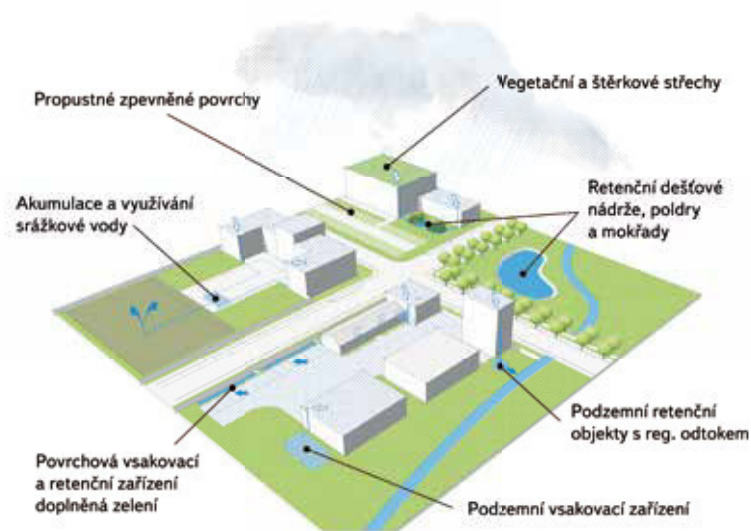 Vegetační a štěrkové střechy
Propustné zpevněné povrchy
Akumulace a využívání
srážkové vody
Retenční dešťové
nádrže, poldry
a mokřady
Podzemní retenční
objekty s reg. odtokem
Povrchová vsakovací
a retenční zařízení
doplněná zelení
Podzemní vsakovací zařízení